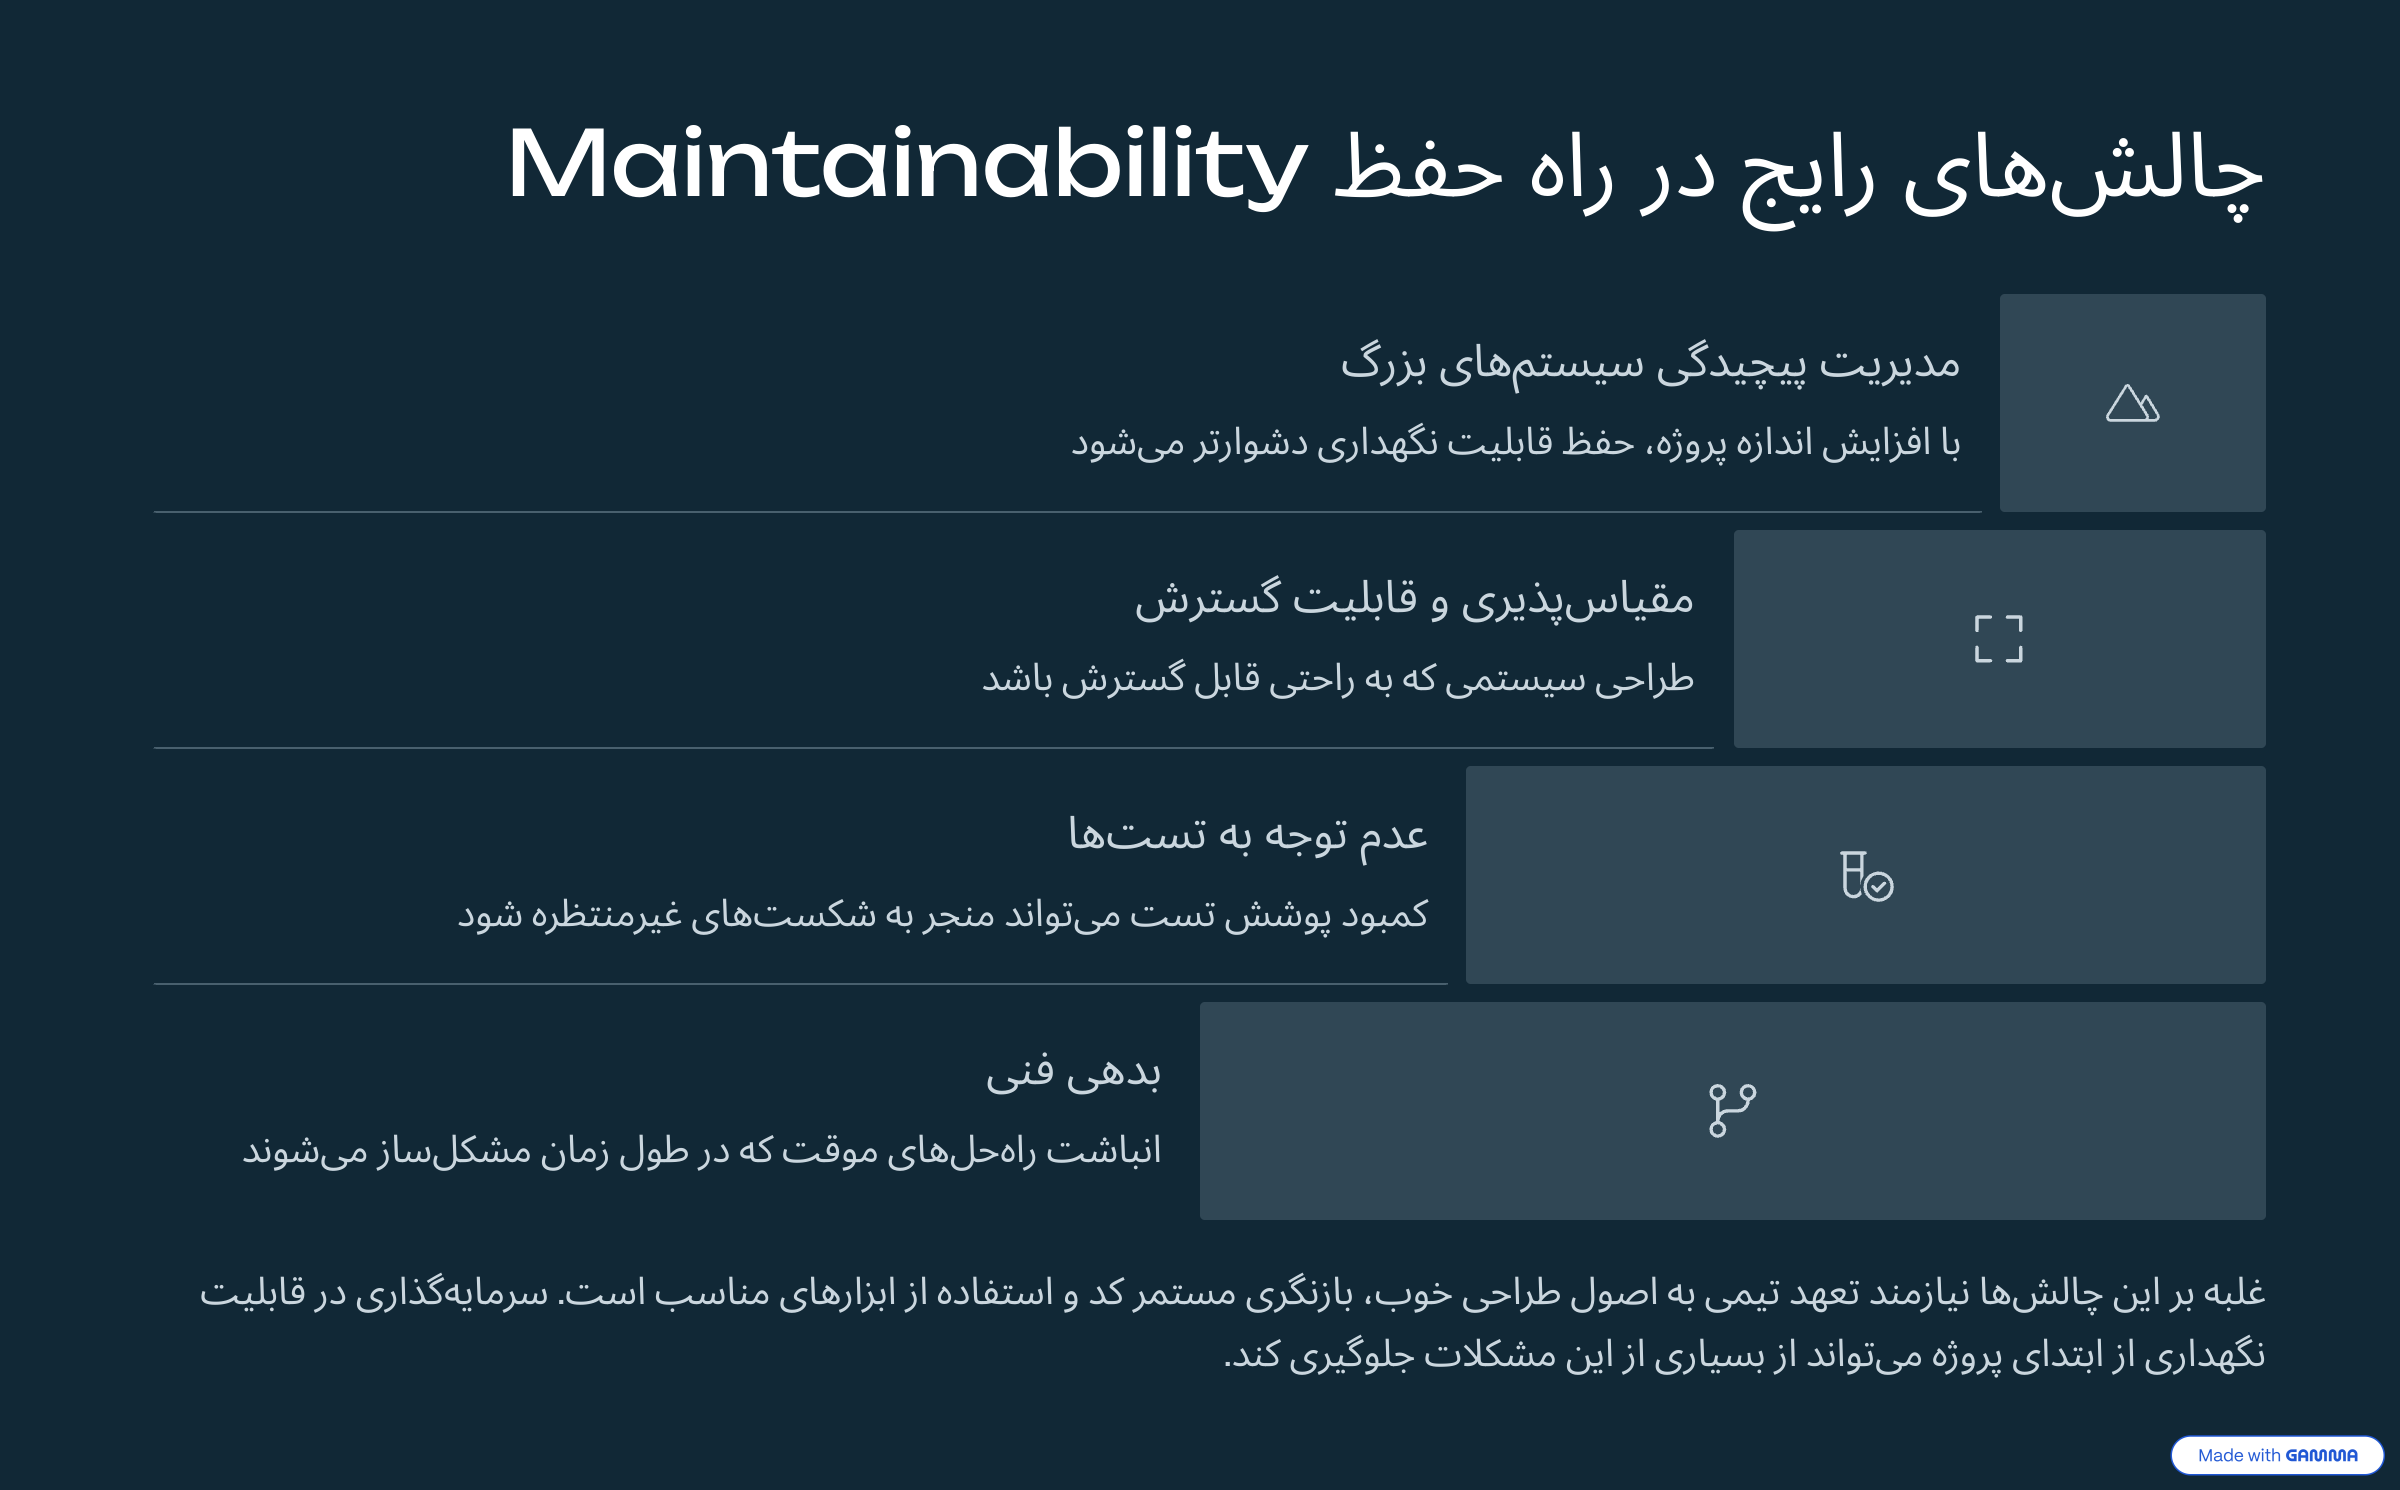 چالش‌های رایج در راه حفظ Maintainability
مدیریت پیچیدگی سیستم‌های بزرگ
با افزایش اندازه پروژه، حفظ قابلیت نگهداری دشوارتر می‌شود
مقیاس‌پذیری و قابلیت گسترش
طراحی سیستمی که به راحتی قابل گسترش باشد
عدم توجه به تست‌ها
کمبود پوشش تست می‌تواند منجر به شکست‌های غیرمنتظره شود
بدهی فنی
انباشت راه‌حل‌های موقت که در طول زمان مشکل‌ساز می‌شوند
غلبه بر این چالش‌ها نیازمند تعهد تیمی به اصول طراحی خوب، بازنگری مستمر کد و استفاده از ابزارهای مناسب است. سرمایه‌گذاری در قابلیت
نگهداری از ابتدای پروژه می‌تواند از بسیاری از این مشکلات جلوگیری کند.
Made with GAMMA